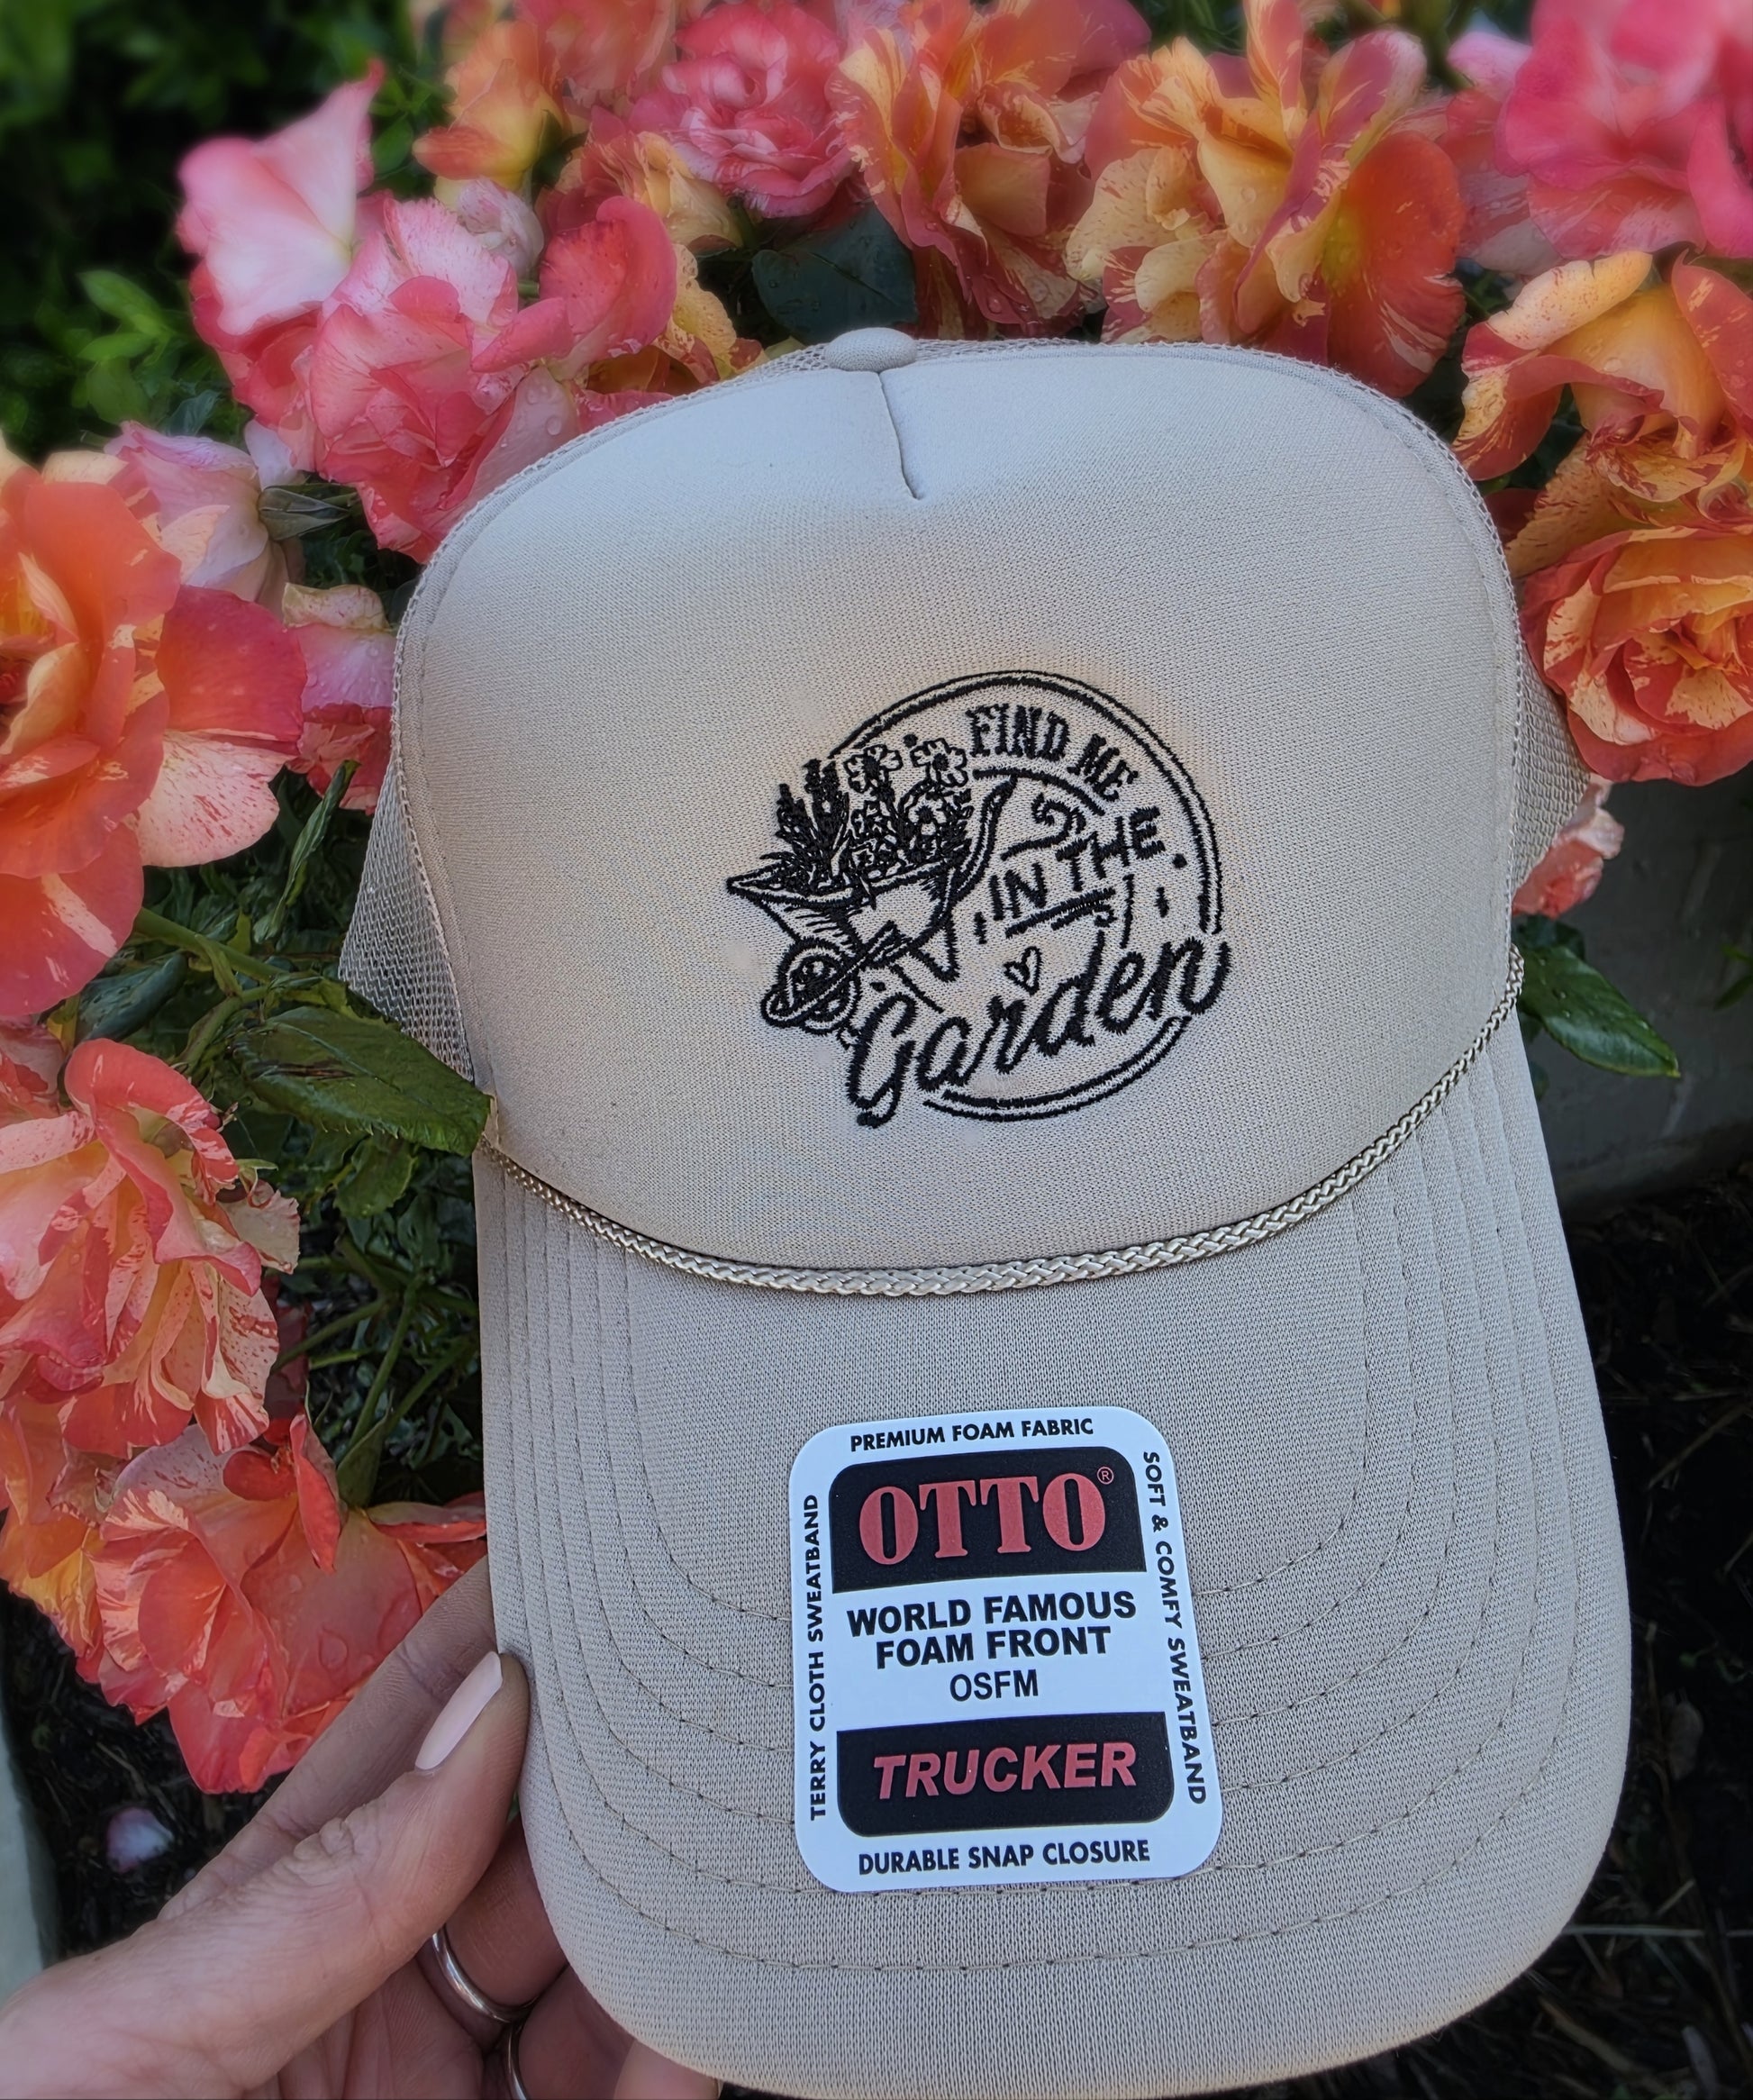 FIND ME
IN THE
Garden
PREMIUM FOAM FABRIC
OTTO®
WORLD FAMOUS
FOAM FRONT
OSFM
TRUCKER
DURABLE SNAP CLOSURE
TERRY CLOTH SWEATBAND
SOFT & COMFY SWEATBAND